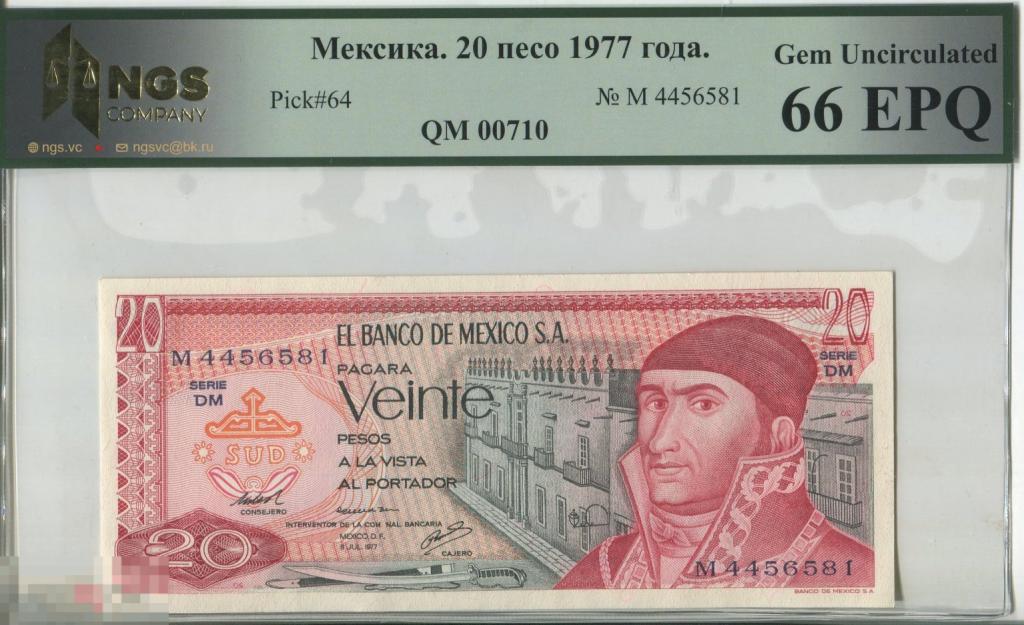 NGS
COMPANY
ngs.vc ngsvc@bk.ru
Мексика. 20 песо 1977 года.
Pick#64
№ M 4456581
QM 00710
Gem Uncirculated
66 EPQ
20
20
EL BANCO DE MEXICO S.A.
M 4456581
SERIE
DM
SERIE
DM
PAGARA
Veinte
PESOS
A LA VISTA
AL PORTADOR
SUD
CONSEJERO
INTERVENTOR DE LA COM. NAL. BANCARIA
MEXICO, D. F.
8 JUL. 1977
CAJERO
20
M 4456581
BANCO DE MEXICO S.A.